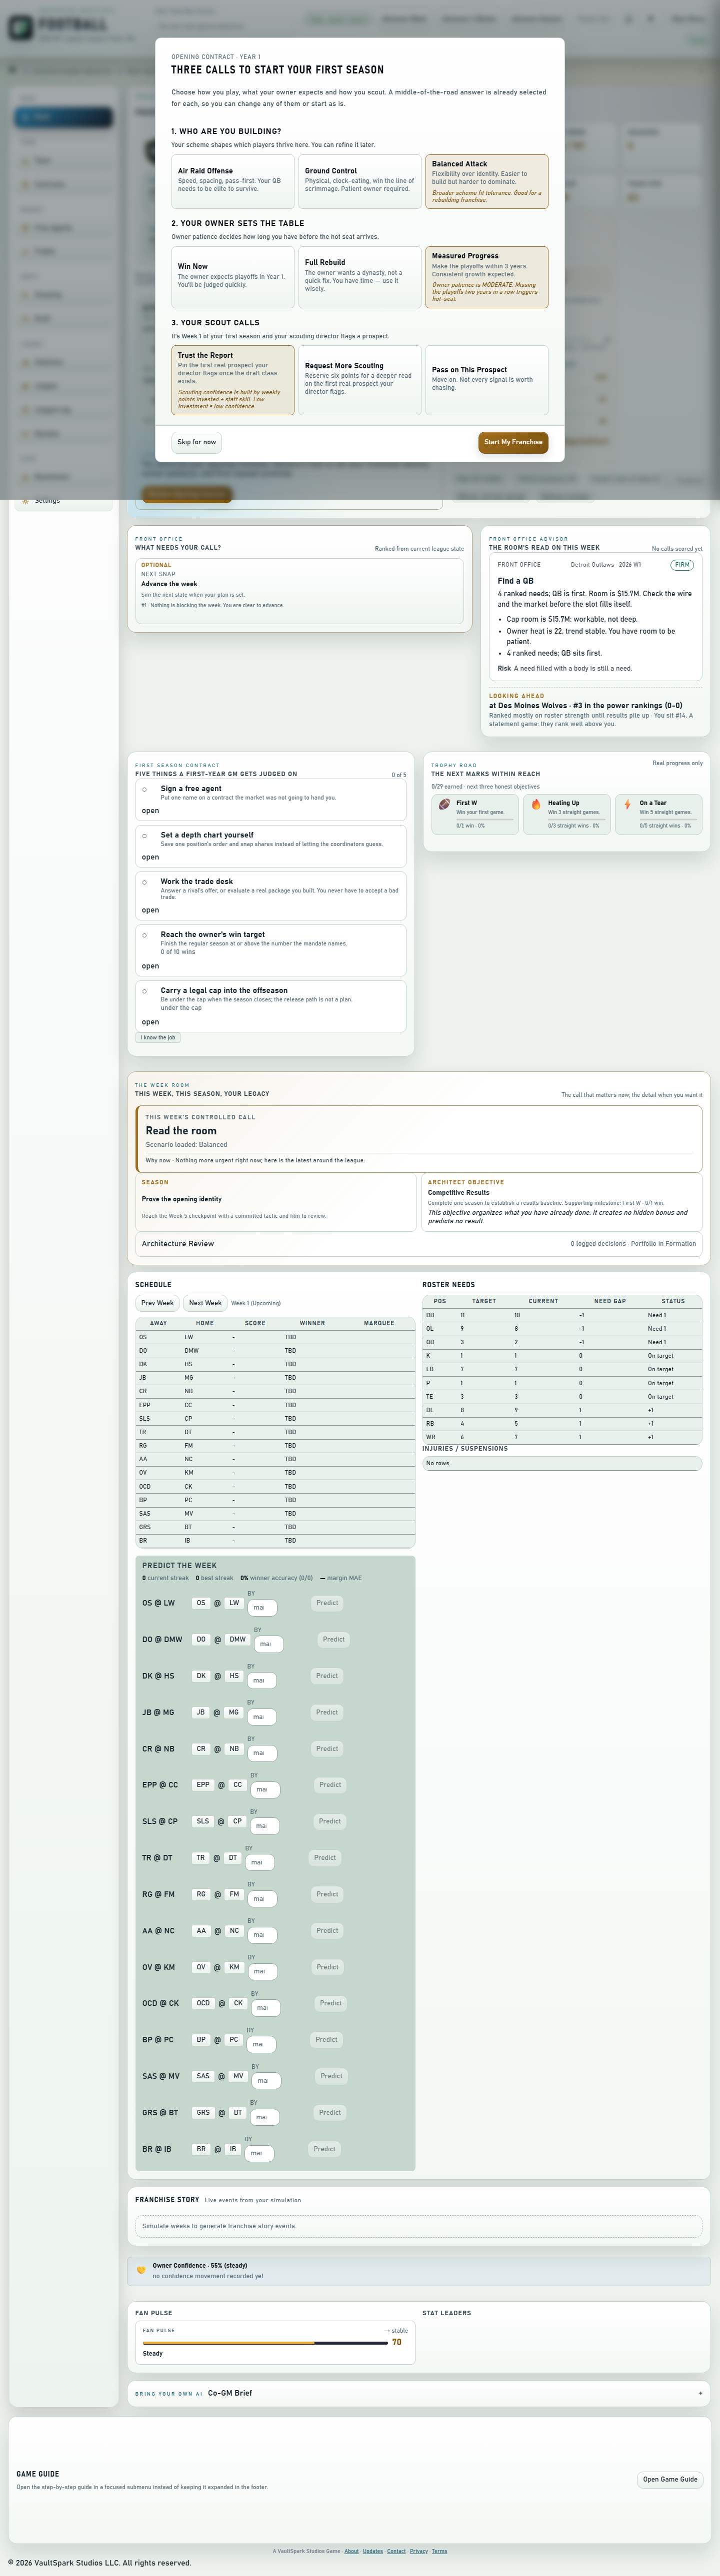 FOOTBALL
OPENING CONTRACT · YEAR 1
THREE CALLS TO START YOUR FIRST SEASON
Choose how you play, what your owner expects and how you scout. A middle-of-the-road answer is already selected
for each, so you can change any of them or start as is.
1. WHO ARE YOU BUILDING?
Your scheme shapes which players thrive here. You can refine it later.
Air Raid Offense
Speed, spacing, pass-first. Your QB
needs to be elite to survive.
Ground Control
Physical, clock-eating, win the line of
scrimmage. Patient owner required.
Balanced Attack
Flexibility over identity. Easier to
build but harder to dominate.
Broader scheme fit tolerance. Good for a
rebuilding franchise.
2. YOUR OWNER SETS THE TABLE
Owner patience decides how long you have before the hot seat arrives.
Win Now
The owner expects playoffs in Year 1.
You'll be judged quickly.
Full Rebuild
The owner wants a dynasty, not a
quick fix. You have time — use it
wisely.
Measured Progress
Make the playoffs within 3 years.
Consistent growth expected.
Owner patience is MODERATE. Missing
the playoffs two years in a row triggers
hot-seat.
3. YOUR SCOUT CALLS
It's Week 1 of your first season and your scouting director flags a prospect.
Trust the Report
Pin the first real prospect your
director flags once the draft class
exists.
Scouting confidence is built by weekly
points invested + staff skill. Low
investment = low confidence.
Request More Scouting
Reserve six points for a deeper read
on the first real prospect your
director flags.
Pass on This Prospect
Move on. Not every signal is worth
chasing.
Skip for now
Start My Franchise
Settings
FRONT OFFICE
WHAT NEEDS YOUR CALL?
Ranked from current league state
OPTIONAL
NEXT SNAP
Advance the week
Sim the next slate when your plan is set.
#1 · Nothing is blocking the week. You are clear to advance.
FRONT OFFICE ADVISOR
THE ROOM'S READ ON THIS WEEK
No calls scored yet
FRONT OFFICE
Detroit Outlaws · 2026 W1
FIRM
Find a QB
4 ranked needs; QB is first. Room is $15.7M. Check the wire
and the market before the slot fills itself.
• Cap room is $15.7M: workable, not deep.
• Owner heat is 22, trend stable. You have room to be
patient.
• 4 ranked needs; QB sits first.
Risk A need filled with a body is still a need.
LOOKING AHEAD
at Des Moines Wolves · #3 in the power rankings (0-0)
Ranked mostly on roster strength until results pile up · You sit #14. A
statement game: they rank well above you.
FIRST SEASON CONTRACT
FIVE THINGS A FIRST-YEAR GM GETS JUDGED ON
0 of 5
Sign a free agent
Put one name on a contract the market was not going to hand you.
open
Set a depth chart yourself
Save one position's order and snap shares instead of letting the coordinators guess.
open
Work the trade desk
Answer a rival's offer, or evaluate a real package you built. You never have to accept a bad
trade.
open
Reach the owner's win target
Finish the regular season at or above the number the mandate names.
0 of 10 wins
open
Carry a legal cap into the offseason
Be under the cap when the season closes; the release path is not a plan.
under the cap
open
I know the job
TROPHY ROAD
THE NEXT MARKS WITHIN REACH
Real progress only
0/29 earned · next three honest objectives
First W
Win your first game.
0/1 win · 0%
Heating Up
Win 3 straight games.
0/3 straight wins · 0%
On a Tear
Win 5 straight games.
0/5 straight wins · 0%
THE WEEK ROOM
THIS WEEK, THIS SEASON, YOUR LEGACY
The call that matters now; the detail when you want it
THIS WEEK'S CONTROLLED CALL
Read the room
Scenario loaded: Balanced
Why now · Nothing more urgent right now; here is the latest around the league.
SEASON
Prove the opening identity
Reach the Week 5 checkpoint with a committed tactic and film to review.
ARCHITECT OBJECTIVE
Competitive Results
Complete one season to establish a results baseline. Supporting milestone: First W · 0/1 win.
This objective organizes what you have already done. It creates no hidden bonus and
predicts no result.
Architecture Review
0 logged decisions · Portfolio In Formation
SCHEDULE
Prev Week
Next Week
Week 1 (Upcoming)
AWAY HOME SCORE WINNER MARQUEE
OS LW - TBD
DO DMW - TBD
DK HS - TBD
JB MG - TBD
CR NB - TBD
EPP CC - TBD
SLS CP - TBD
TR DT - TBD
RG FM - TBD
AA NC - TBD
OV KM - TBD
OCD CK - TBD
BP PC - TBD
SAS MV - TBD
GRS BT - TBD
BR IB - TBD
ROSTER NEEDS
POS TARGET CURRENT NEED GAP STATUS
DB 11 10 -1 Need 1
OL 9 8 -1 Need 1
QB 3 2 -1 Need 1
K 1 1 0 On target
LB 7 7 0 On target
P 1 1 0 On target
TE 3 3 0 On target
DL 8 9 1 +1
RB 4 5 1 +1
WR 6 7 1 +1
INJURIES / SUSPENSIONS
No rows
PREDICT THE WEEK
0 current streak 0 best streak 0% winner accuracy (0/0) — margin MAE
BY
OS @ LW OS @ LW Predict
BY
DO @ DMW DO @ DMW Predict
BY
DK @ HS DK @ HS Predict
BY
JB @ MG JB @ MG Predict
BY
CR @ NB CR @ NB Predict
BY
EPP @ CC EPP @ CC Predict
BY
SLS @ CP SLS @ CP Predict
BY
TR @ DT TR @ DT Predict
BY
RG @ FM RG @ FM Predict
BY
AA @ NC AA @ NC Predict
BY
OV @ KM OV @ KM Predict
BY
OCD @ CK OCD @ CK Predict
BY
BP @ PC BP @ PC Predict
BY
SAS @ MV SAS @ MV Predict
BY
GRS @ BT GRS @ BT Predict
BY
BR @ IB BR @ IB Predict
FRANCHISE STORY Live events from your simulation
Simulate weeks to generate franchise story events.
Owner Confidence · 55% (steady)
no confidence movement recorded yet
FAN PULSE
FAN PULSE
→ stable
70
Steady
STAT LEADERS
BRING YOUR OWN AI Co-GM Brief
+
GAME GUIDE
Open the step-by-step guide in a focused submenu instead of keeping it expanded in the footer.
Open Game Guide
A VaultSpark Studios Game · About · Updates · Contact · Privacy · Terms
© 2026 VaultSpark Studios LLC. All rights reserved.